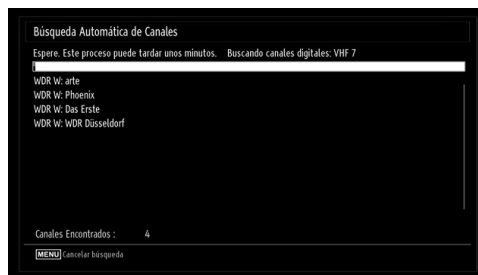 Búsqueda Automática de Canales
Espere. Este proceso puede tardar unos minutos. Buscando canales digitales: VHF 7
WDR W: arte
WDR W: Phoenix
WDR W: Das Erste
WDR W: WDR Düsseldorf
Canales Encontrados : 4
MENU Cancelar búsqueda